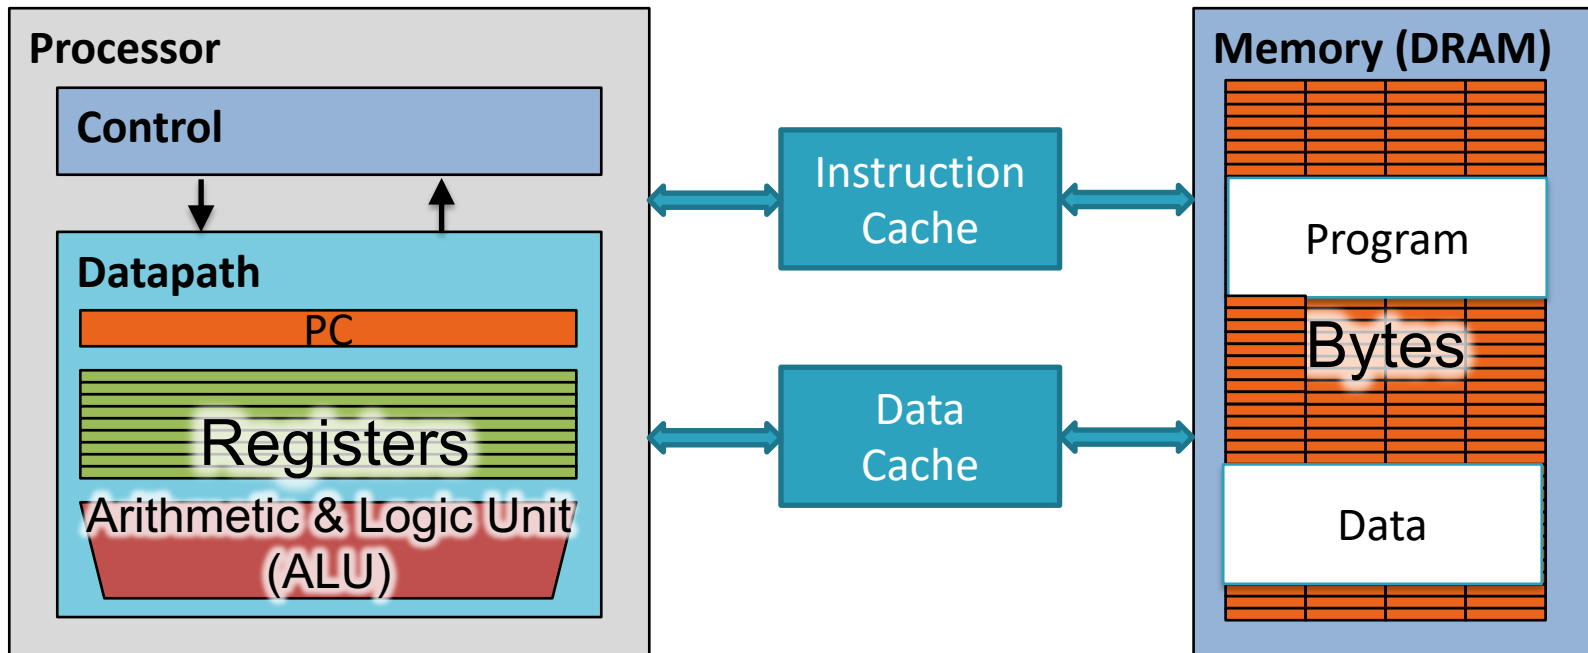 Processor
Control
Datapath
PC
Registers
Arithmetic & Logic Unit
(ALU)
Instruction
Cache
Data
Cache
Memory (DRAM)
Program
Bytes
Data